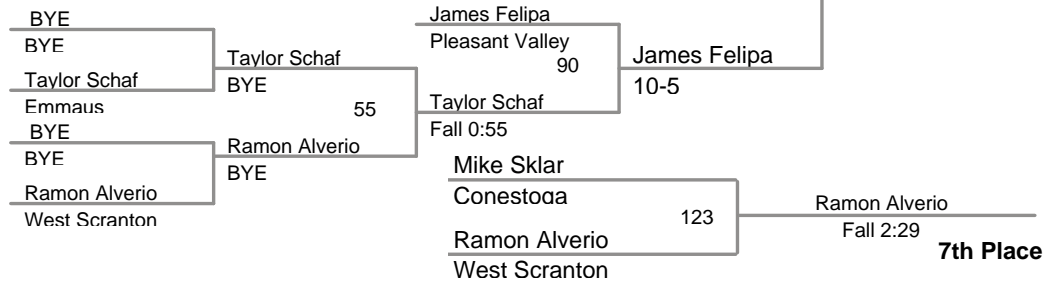 BYE
BYE
Taylor Schaf
Emmaus
BYE
BYE
Ramon Alverio
West Scranton
Taylor Schaf
BYE
55
Ramon Alverio
BYE
James Felipa
Pleasant Valley
90
Taylor Schaf
Fall 0:55
James Felipa
10-5
Mike Sklar
Conestoga
123
Ramon Alverio
West Scranton
Ramon Alverio
Fall 2:29
7th Place